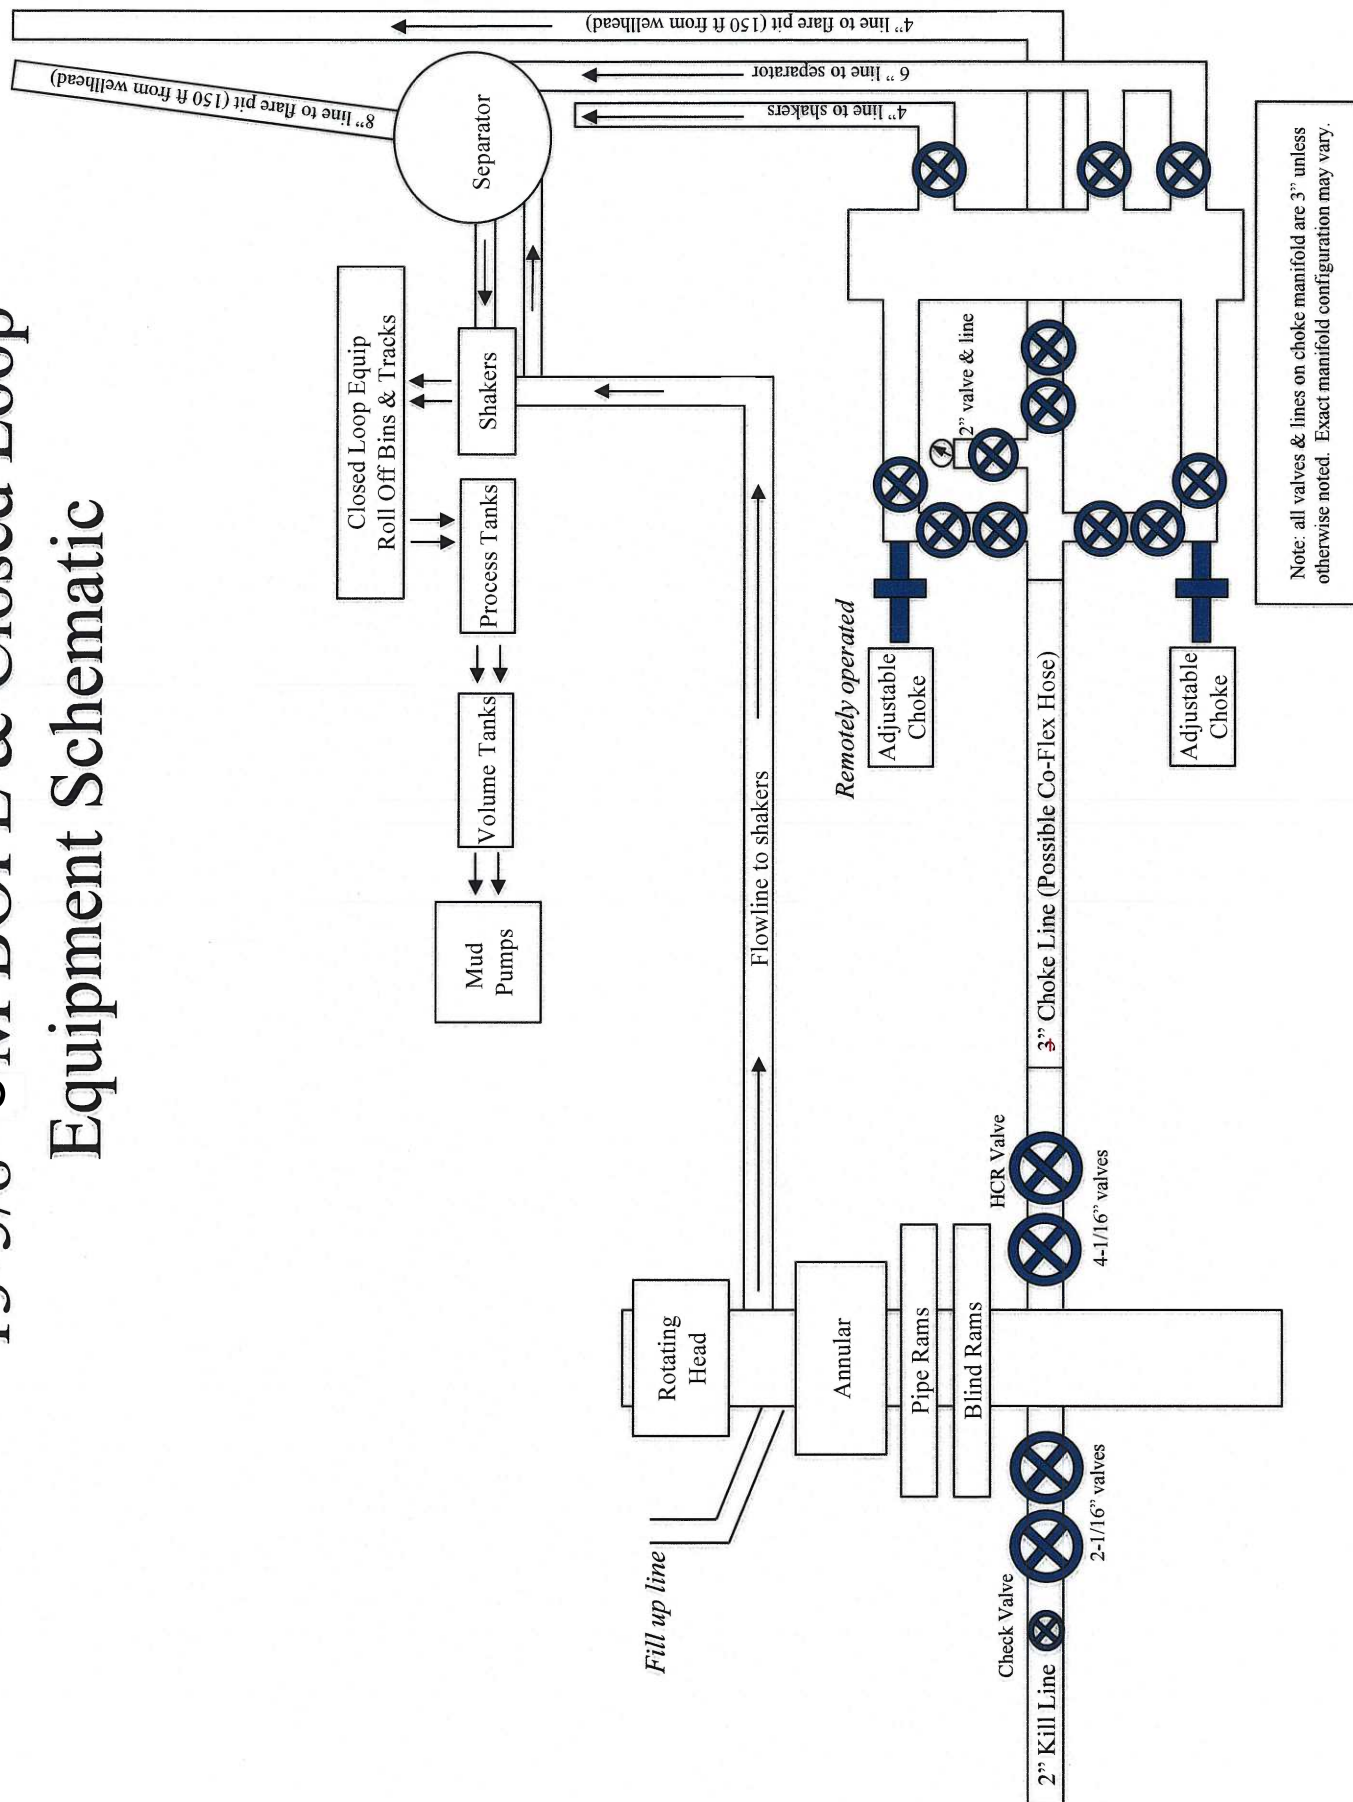 Equipment Schematic
4” line to flare pit (150 ft from wellhead)
8” line to flare pit (150 ft from wellhead)
6” line to separator
4” line to shakers
Separator
Closed Loop Equip
Roll Off Bins & Tracks
Shakers
Process Tanks
Volume Tanks
Mud
Pumps
Flowline to shakers
Rotating
Head
Fill up line
Annular
Pipe Rams
Blind Rams
Check Valve
2” Kill Line
2-1/16” valves
HCR Valve
4-1/16” valves
3” Choke Line (Possible Co-Flex Hose)
Remotely operated
Adjustable
Choke
2” valve & line
Adjustable
Choke
Note: all valves & lines on choke manifold are 3” unless
otherwise noted. Exact manifold configuration may vary.